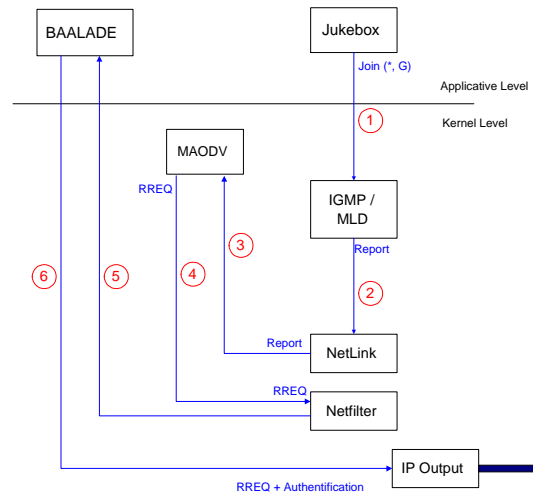 BAALADE
Jukebox
Join (*, G)
Applicative Level
1
Kernel Level
MAODV
RREQ
IGMP /
MLD
Report
3
4
5
6
2
Report
NetLink
RREQ
Netfilter
IP Output
RREQ + Authentification